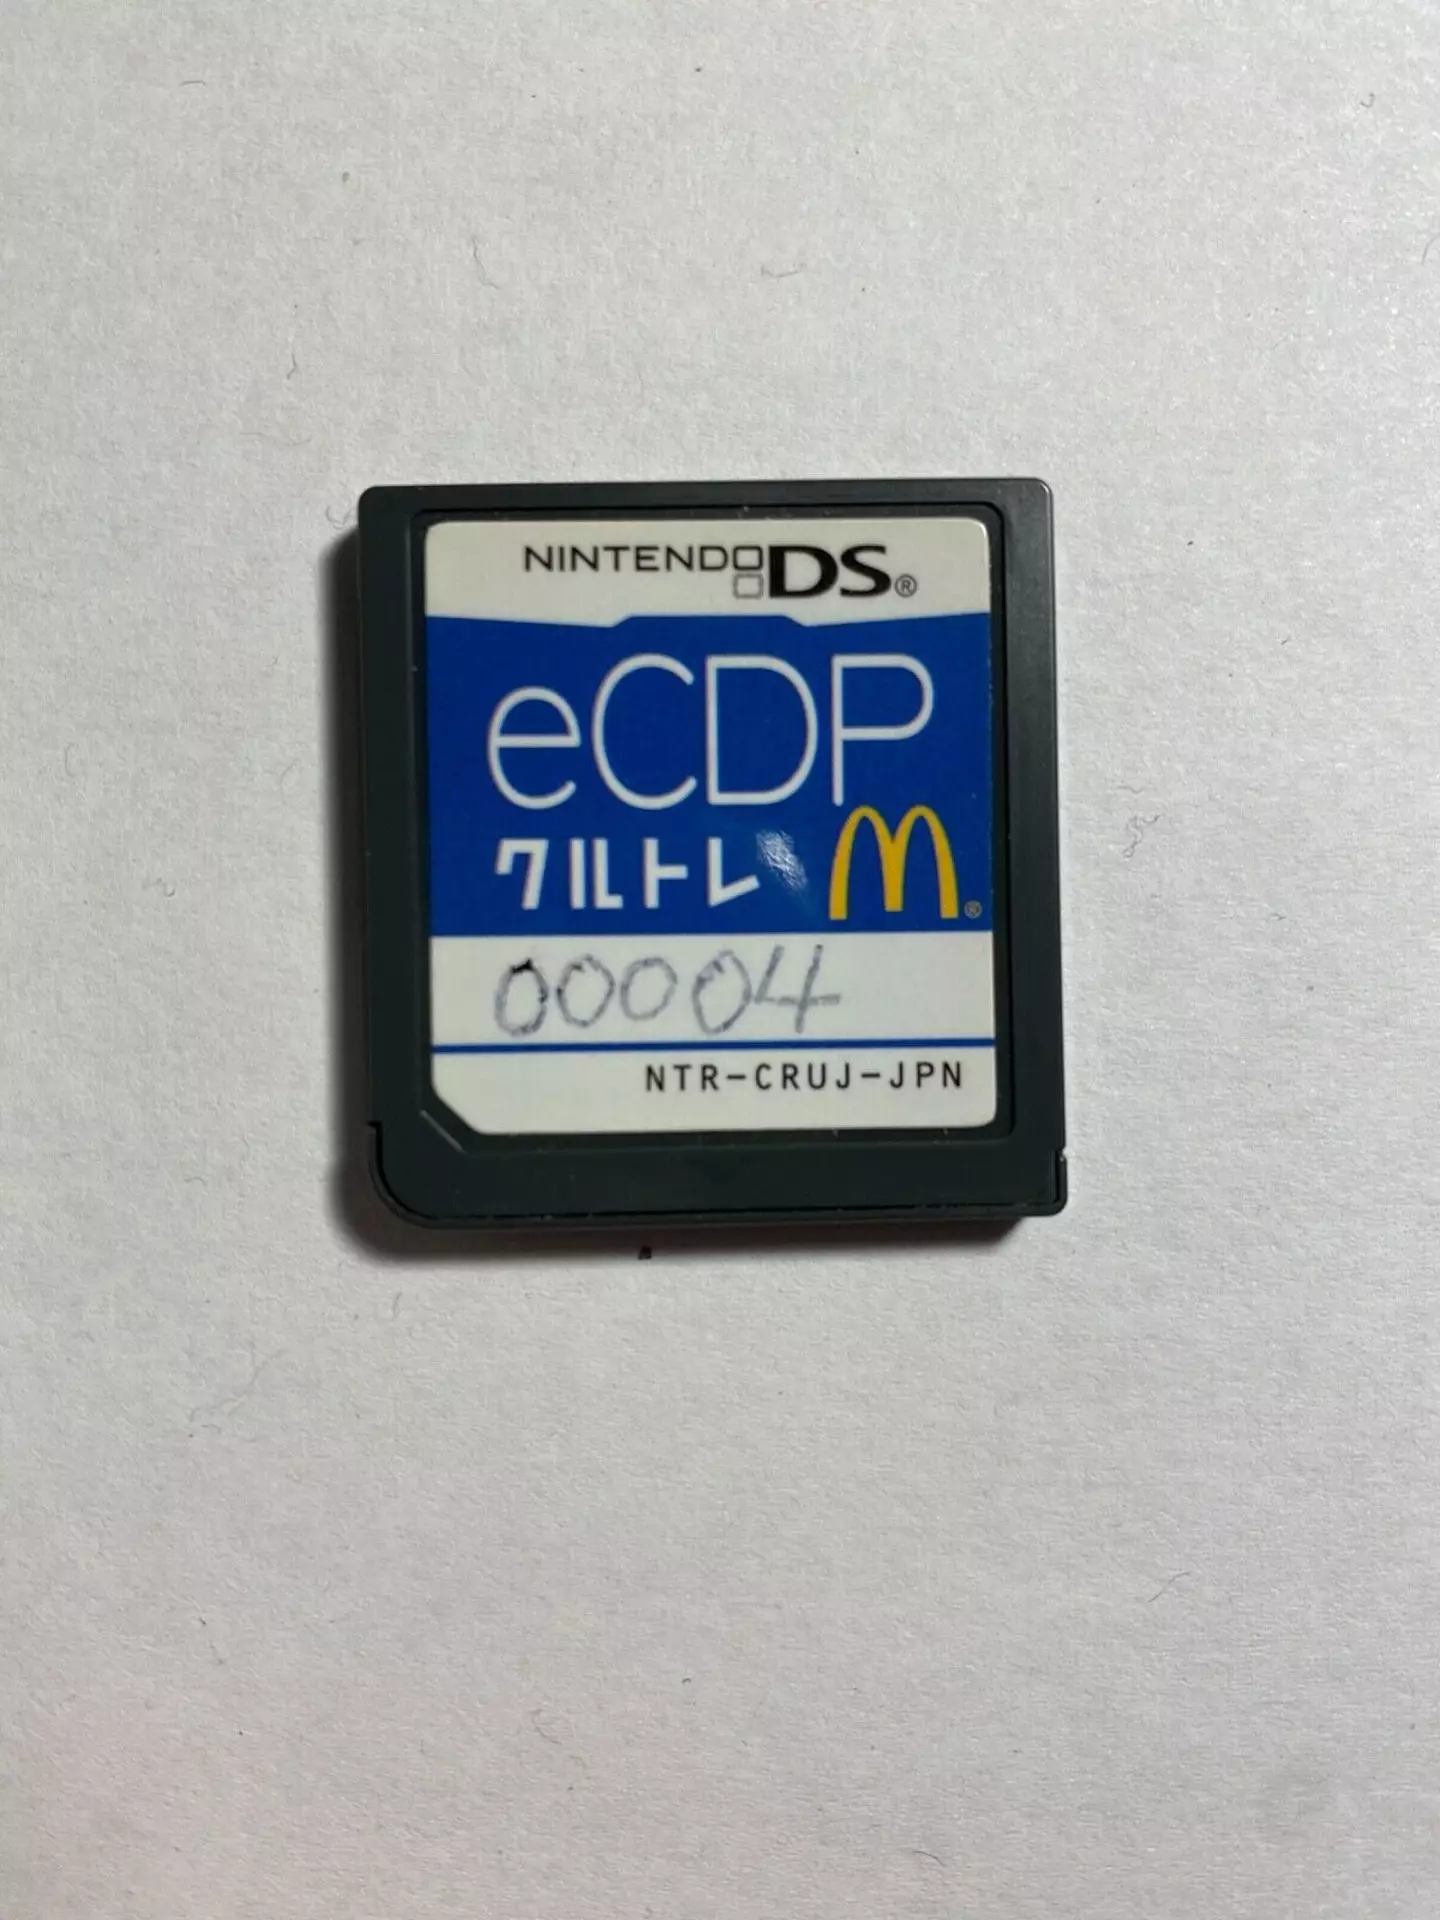 NINTENDO DS®
eCDP
クルトレ M®
00004
NTR-CRUJ-JPN